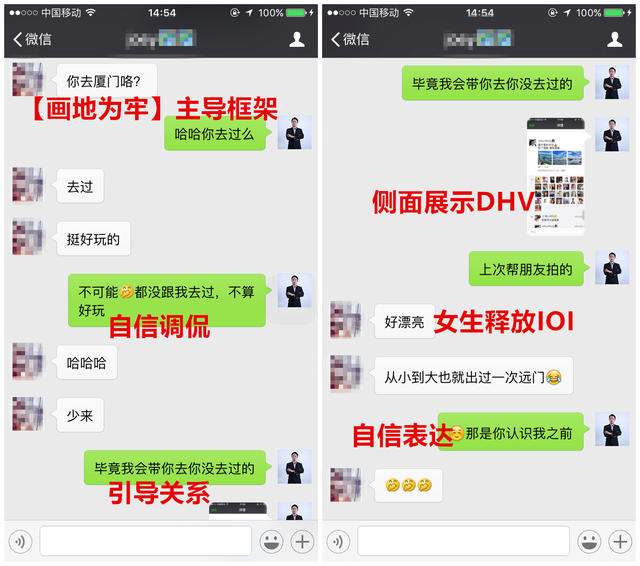 中国移动
14:54
100%
微信
你去厦门咯?
【画地为牢】主导框架
哈哈你去过么
去过
挺好玩的
不可能🤣都没跟我去过，不算
好玩
自信调侃
哈哈哈
少来
毕竟我会带你去你没去过的
引导关系
中国移动
14:54
100%
微信
毕竟我会带你去你没去过的
侧面展示DHV
上次帮朋友拍的
好漂亮
女生释放IOI
从小到大也就出过一次远门😂
自信表达
☺那是你认识我之前
🤣🤣🤣